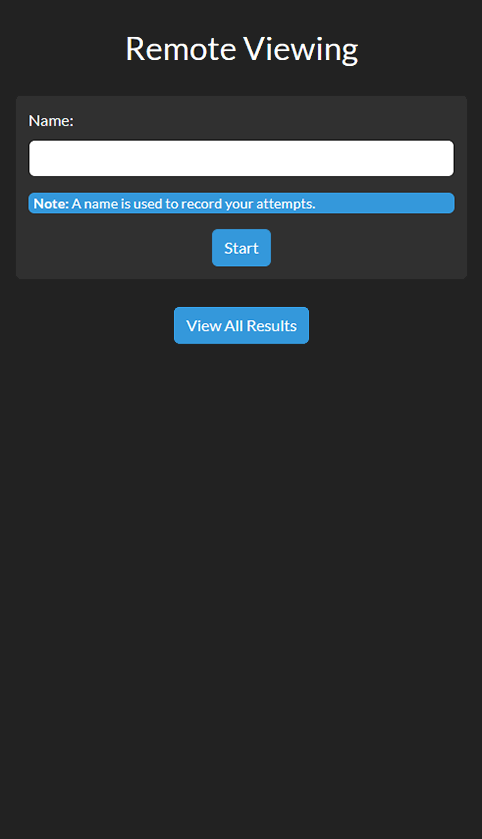 Remote Viewing
Name:
Note: A name is used to record your attempts.
Start
View All Results